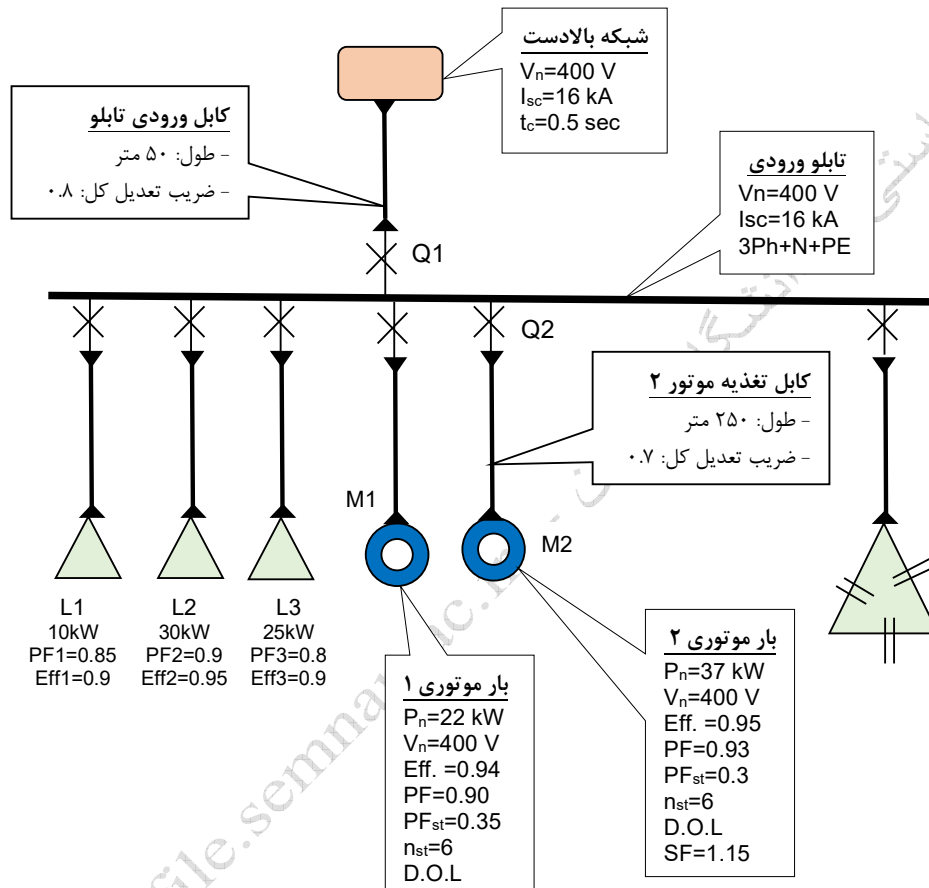 شبکه بالادست
Vn=400 V
Isc=16 kA
tc=0.5 sec
کابل ورودی تابلو
- طول: ۵۰ متر
- ضریب تعدیل کل: ۰.۸
تابلو ورودی
Vn=400 V
Isc=16 kA
3Ph+N+PE
Q1
Q2
کابل تغذیه موتور ۲
- طول: ۲۵۰ متر
- ضریب تعدیل کل: ۰.۷
M1
M2
L1
10kW
PF1=0.85
Eff1=0.9
L2
30kW
PF2=0.9
Eff2=0.95
L3
25kW
PF3=0.8
Eff3=0.9
بار موتوری ۱
Pn=22 kW
Vn=400 V
Eff. =0.94
PF=0.90
PFst=0.35
nst=6
D.O.L
بار موتوری ۲
Pn=37 kW
Vn=400 V
Eff. =0.95
PF=0.93
PFst=0.3
nst=6
D.O.L
SF=1.15
file.semnan
ac.ir